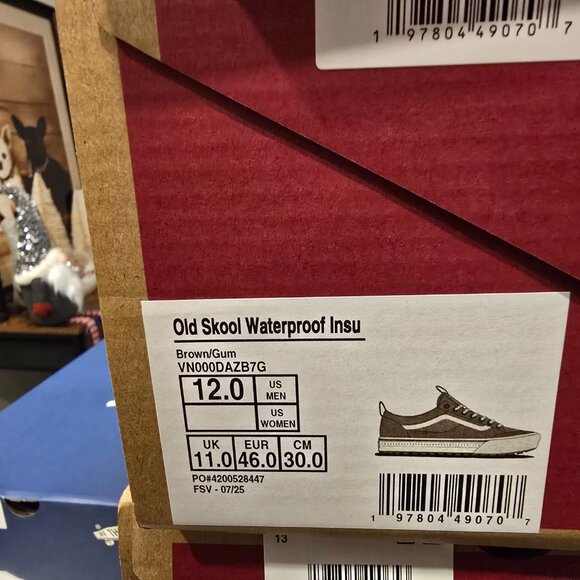 1 97804 49070 7
Old Skool Waterproof Insu
Brown/Gum
VN000DAZB7G
12.0 US MEN
US WOMEN
UK EUR CM
11.0 46.0 30.0
PO#4200528447
FSV - 07/25
1 97804 49070 7
13